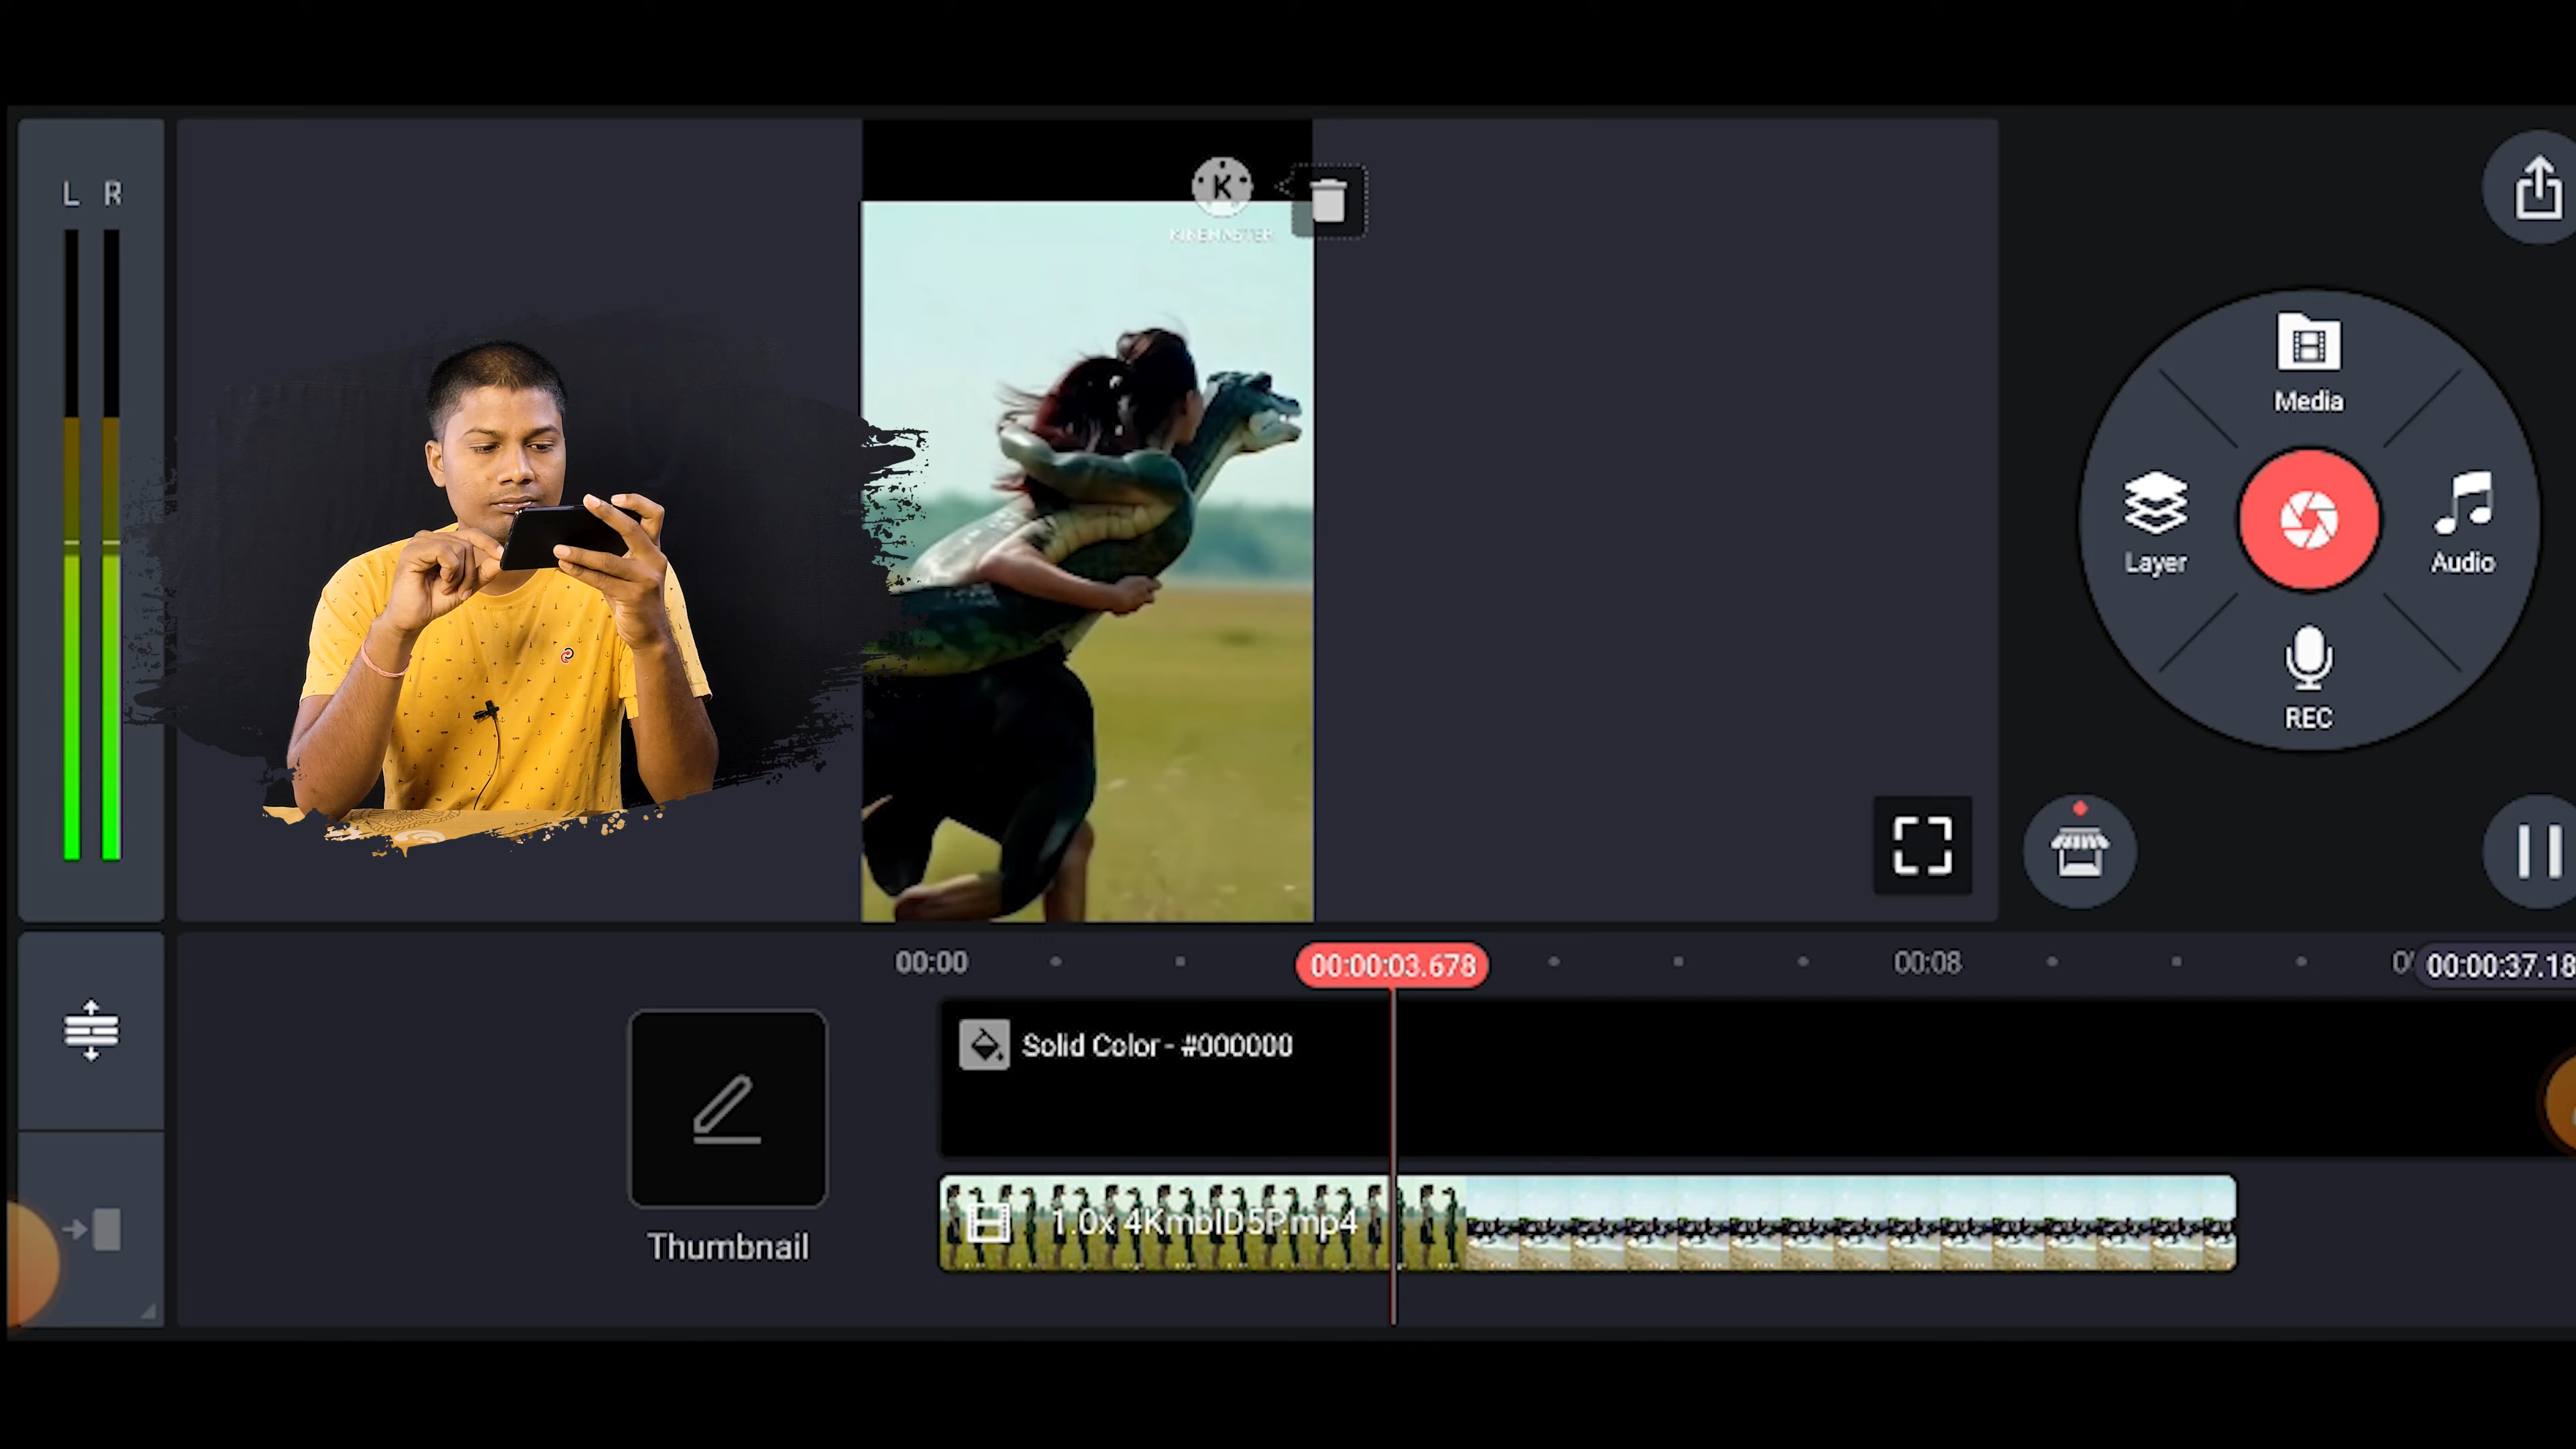 L R
K
KINEMASTER
Media
Layer
Audio
REC
00:00
00:00:03.678
00:08
00:00:37.18
Solid Color - #000000
1.0x 4KmbID5P.mp4
Thumbnail